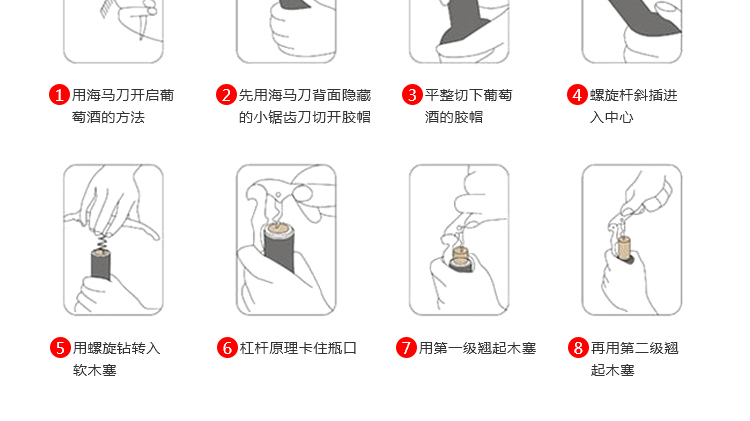 1 用海马刀开启葡
萄酒的方法
2 先用海马刀背面隐藏
的小锯齿刀切开胶帽
3 平整切下葡萄
酒的胶帽
4 螺旋杆斜插进
入中心
5 用螺旋钻转入
软木塞
6 杠杆原理卡住瓶口
7 用第一级翘起木塞
8 再用第二级翘
起木塞